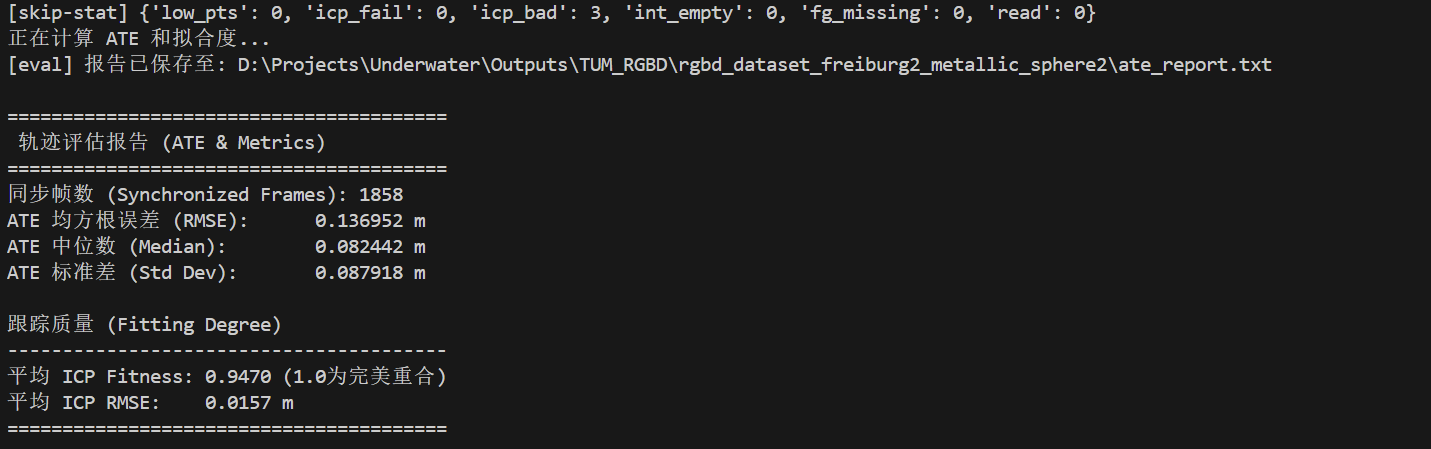 [skip-stat] {'low_pts': 0, 'icp_fail': 0, 'icp_bad': 3, 'int_empty': 0, 'fg_missing': 0, 'read': 0}
正在计算 ATE 和拟合度...
[eval] 报告已保存至: D:\Projects\Underwater\Outputs\TUM_RGBD\rgbd_dataset_freiburg2_metallic_sphere2\ate_report.txt

========================================
 轨迹评估报告 (ATE & Metrics)
========================================
同步帧数 (Synchronized Frames): 1858
ATE 均方根误差 (RMSE):      0.136952 m
ATE 中位数 (Median):        0.082442 m
ATE 标准差 (Std Dev):       0.087918 m

跟踪质量 (Fitting Degree)
----------------------------------------
平均 ICP Fitness: 0.9470 (1.0为完美重合)
平均 ICP RMSE:    0.0157 m
========================================